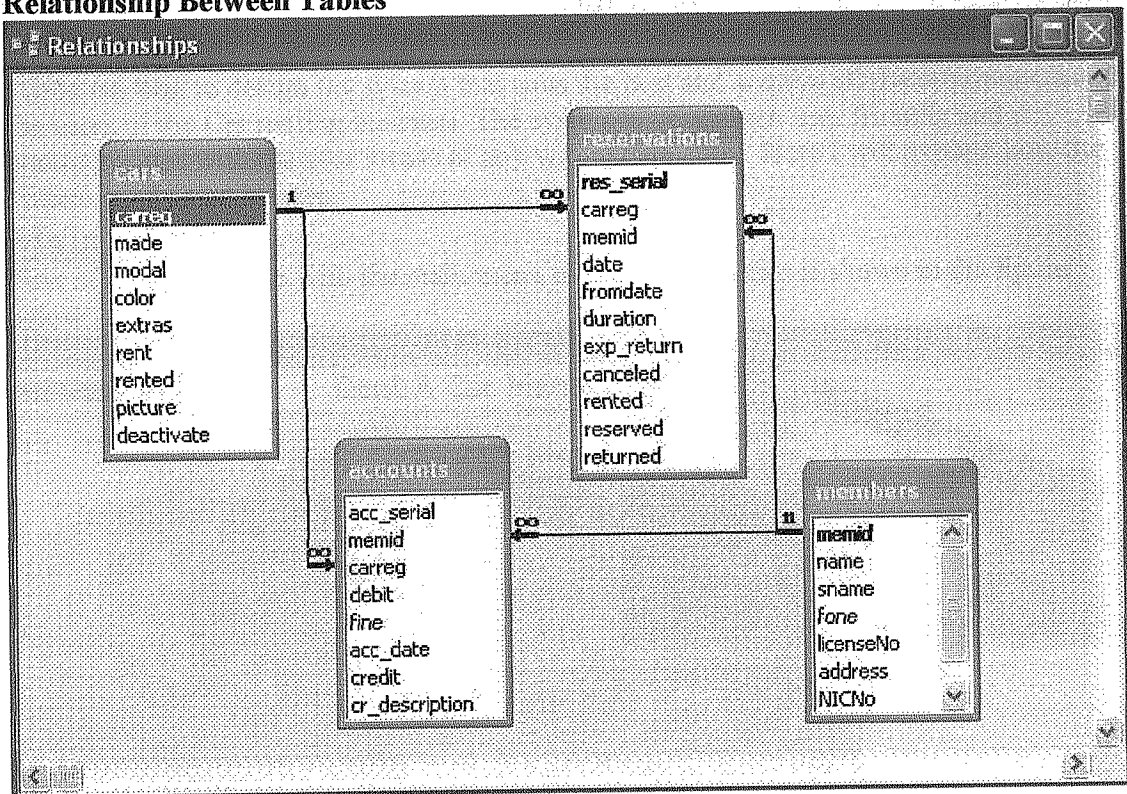 Relationship Between Tables
Relationships
cars
carreg
made
modal
color
extras
rent
rented
picture
deactivate
1
∞
∞
reservations
res_serial
carreg
memid
date
fromdate
duration
exp_return
canceled
rented
reserved
returned
∞
accounts
acc_serial
memid
carreg
debit
fine
acc_date
credit
cr_description
∞
11
members
memid
name
sname
fone
licenseNo
address
NICNo